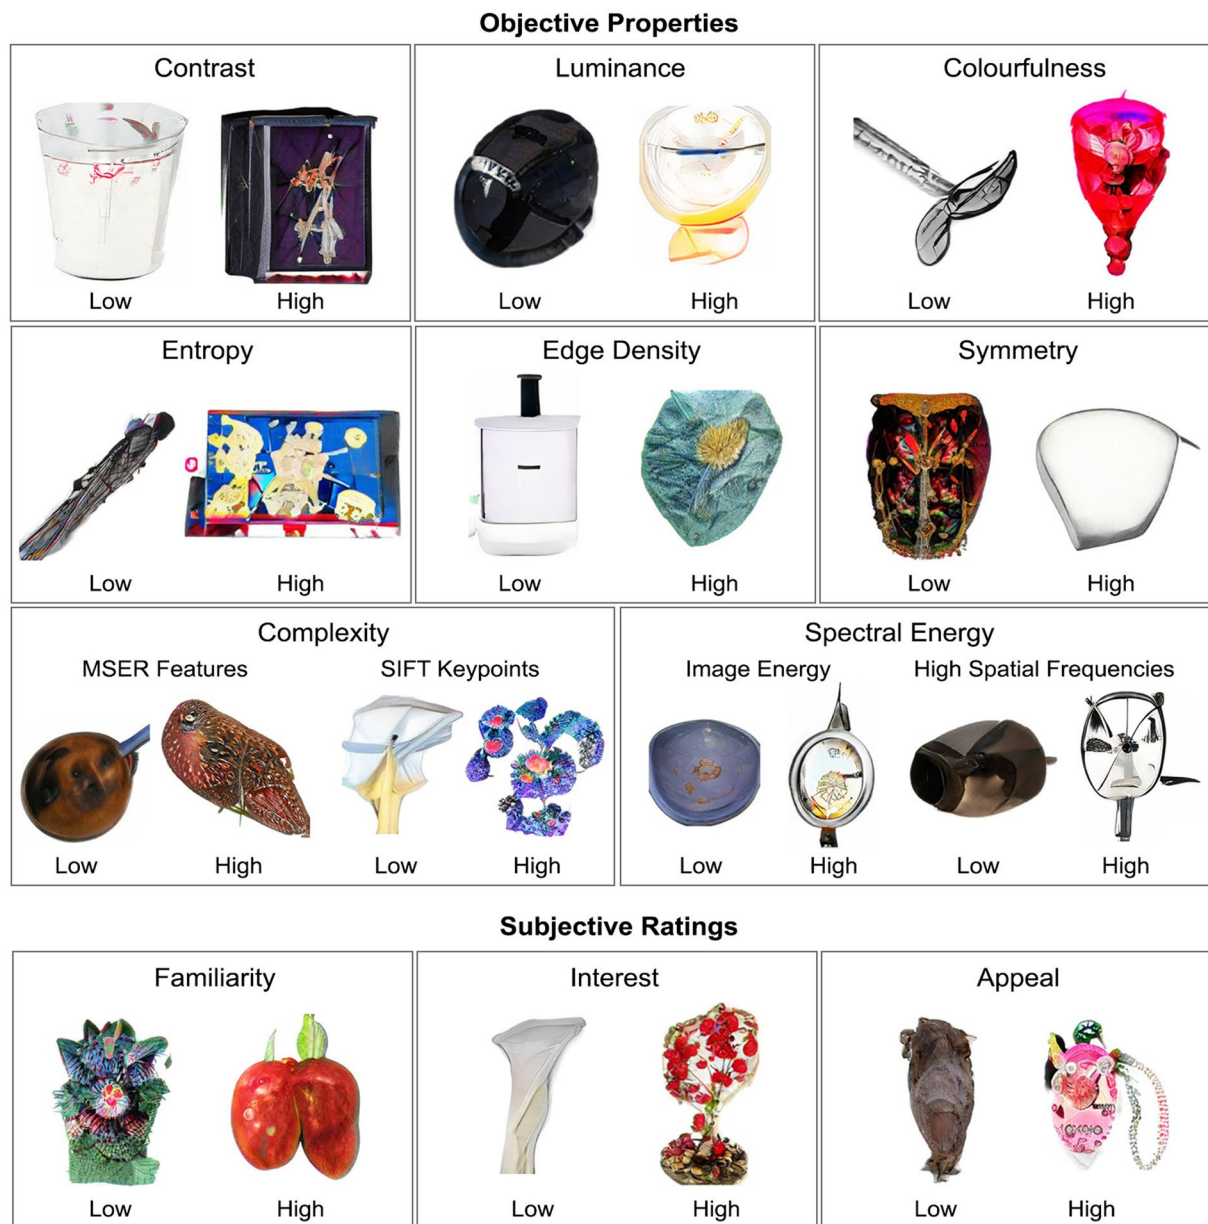 Objective Properties
Contrast
Luminance
Colourfulness
Low
High
Low
High
Low
High
Entropy
Edge Density
Symmetry
Low
High
Low
High
Low
High
Complexity
Spectral Energy
MSER Features
SIFT Keypoints
Image Energy
High Spatial Frequencies
Low
High
Low
High
Low
High
Low
High
Subjective Ratings
Familiarity
Interest
Appeal
Low
High
Low
High
Low
High